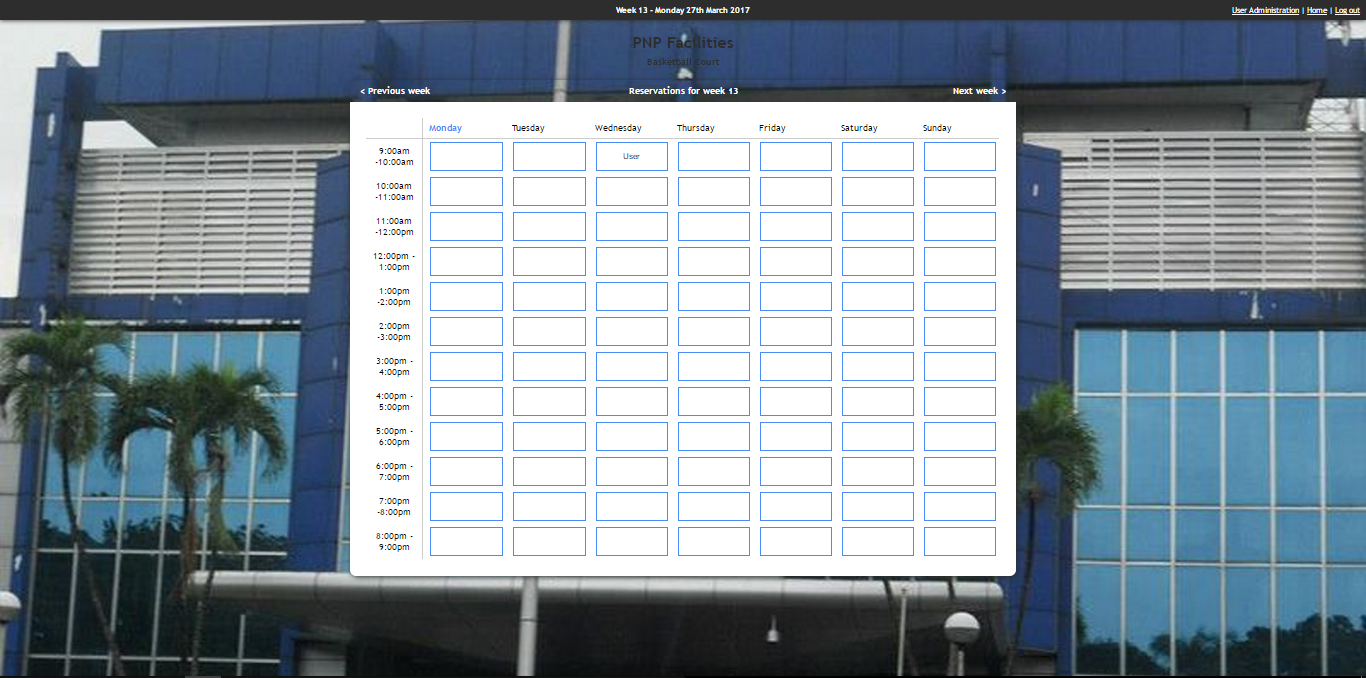 Week 13 - Monday 27th March 2017
User Administration | Home | Log out
PNP Facilities
Basketball Court
< Previous week Reservations for week 13 Next week >
Monday Tuesday Wednesday Thursday Friday Saturday Sunday
9:00am
-10:00am
User
10:00am
-11:00am
11:00am
-12:00pm
12:00pm -
1:00pm
1:00pm
-2:00pm
2:00pm
-3:00pm
3:00pm -
4:00pm
4:00pm -
5:00pm
5:00pm -
6:00pm
6:00pm -
7:00pm
7:00pm
-8:00pm
8:00pm -
9:00pm